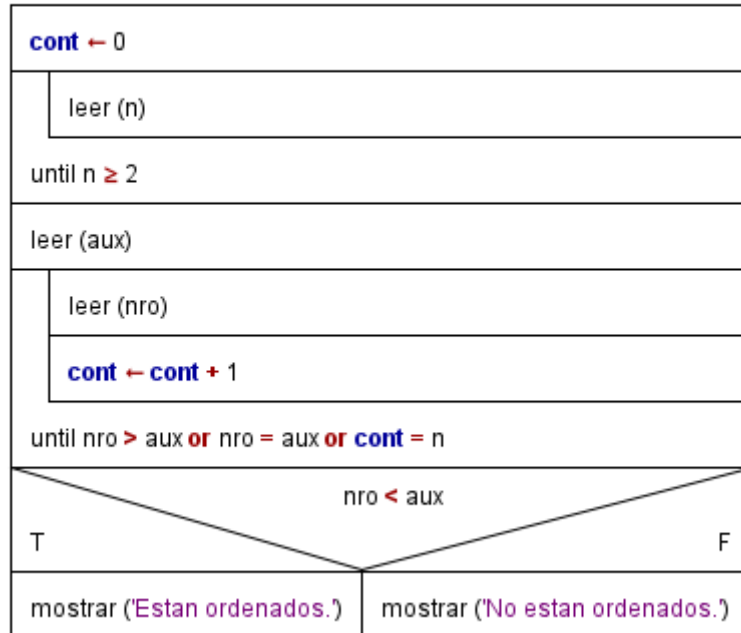 cont ← 0
leer (n)
until n ≥ 2
leer (aux)
leer (nro)
cont ← cont + 1
until nro > aux or nro = aux or cont = n
nro < aux
T F
mostrar ('Estan ordenados.') mostrar ('No estan ordenados.')